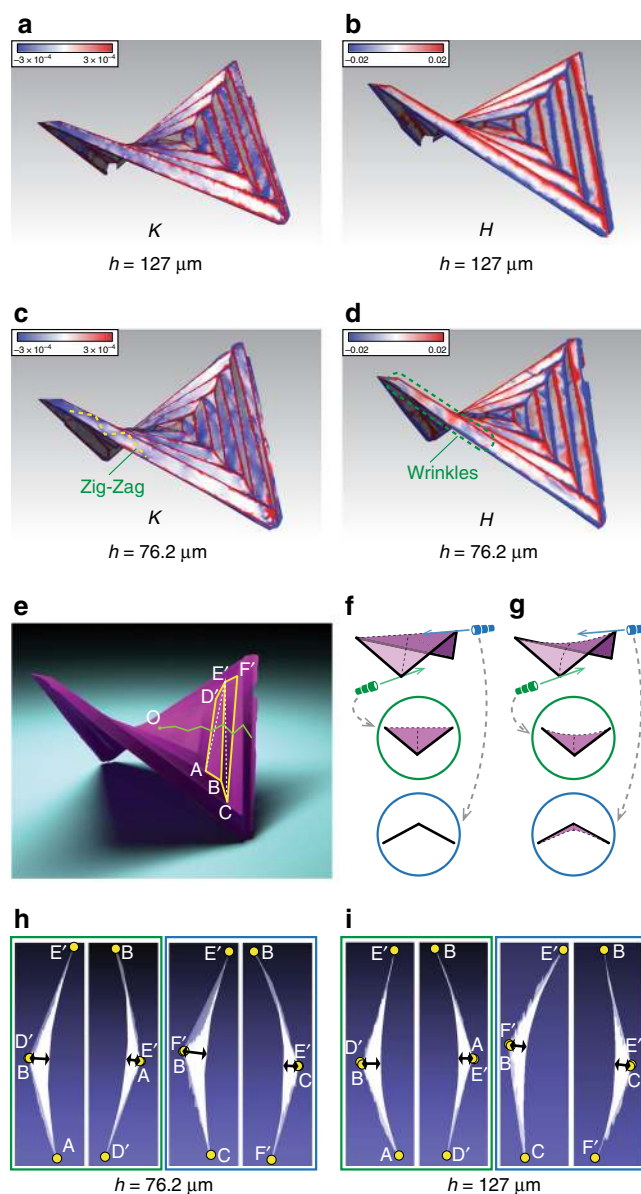 a
b
−3 × 10⁻⁴ 3 × 10⁻⁴
−0.02 0.02
K
H
h = 127 μm
h = 127 μm
c
d
−3 × 10⁻⁴ 3 × 10⁻⁴
−0.02 0.02
Zig-Zag
Wrinkles
K
H
h = 76.2 μm
h = 76.2 μm
e
f
g
E′
F′
D′
O
A
B
C
h
i
E′ B E′ B
E′ B E′ B
D′
B
E′
A
F′
B
E′
C
D′
B
A
E′
F′
B
E′
C
A D′ C F′
A D′ C F′
h = 76.2 μm
h = 127 μm